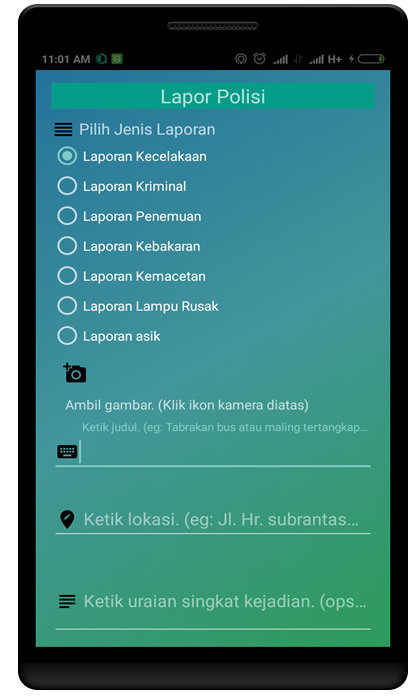 11:01 AM H+
Lapor Polisi
Pilih Jenis Laporan
Laporan Kecelakaan
Laporan Kriminal
Laporan Penemuan
Laporan Kebakaran
Laporan Kemacetan
Laporan Lampu Rusak
Laporan asik
Ambil gambar. (Klik ikon kamera diatas)
Ketik judul. (eg: Tabrakan bus atau maling tertangkap...
Ketik lokasi. (eg: Jl. Hr. subrantas...
Ketik uraian singkat kejadian. (ops...